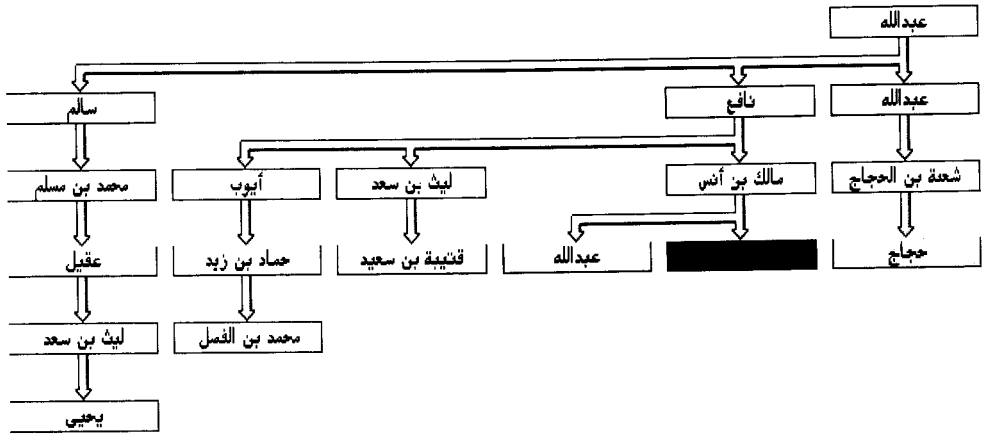 عبدالله
عبدالله
نافع
سالم
شعبة بن الحجاج
مالك بن أنس
ليث بن سعد
أيوب
محمد بن مسلم
حجاج
عبدالله
قتيبة بن سعيد
حماد بن زيد
عقيل
محمد بن الفصل
ليث بن سعد
يحيى